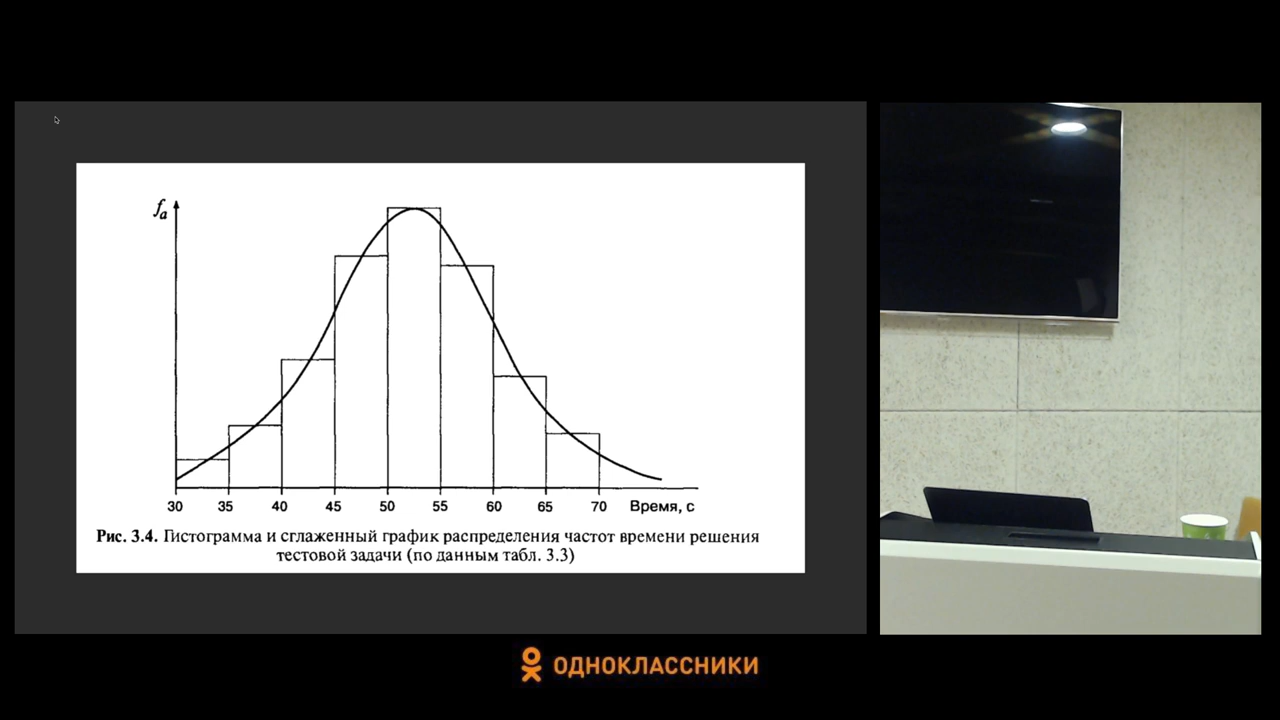 fa
30 35 40 45 50 55 60 65 70 Время, с
Рис. 3.4. Гистограмма и сглаженный график распределения частот времени решения
тестовой задачи (по данным табл. 3.3)
ОДНОКЛАССНИКИ